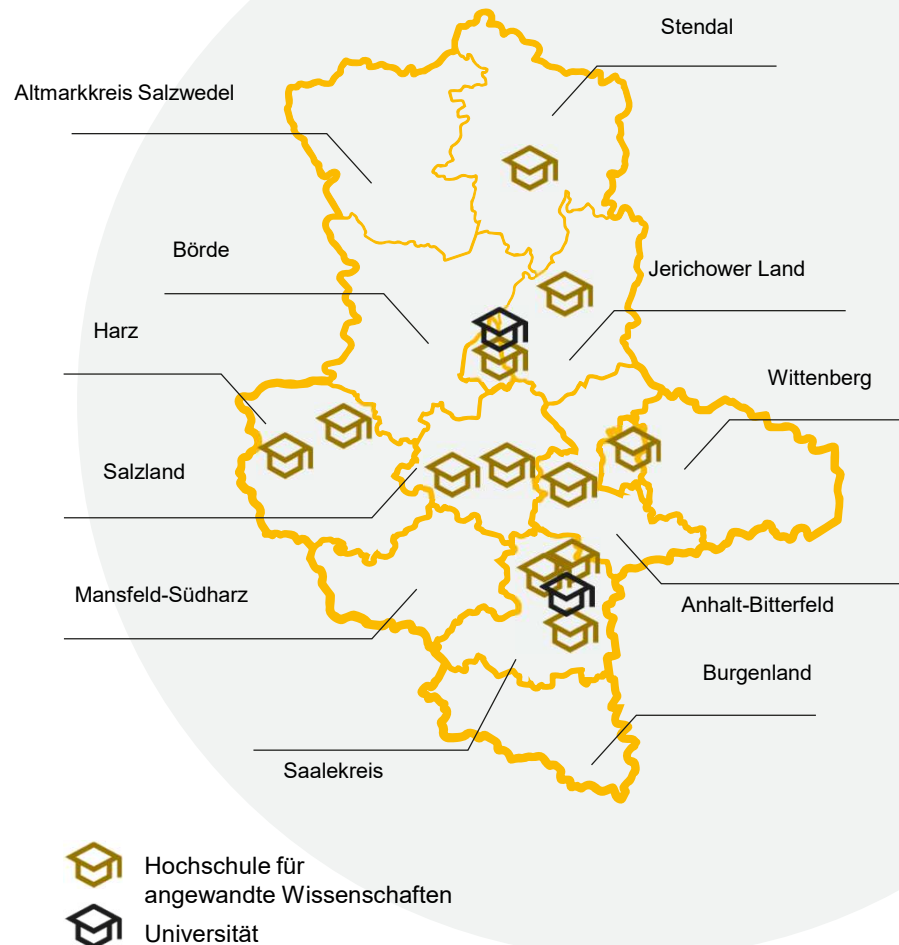 Stendal
Altmarkkreis Salzwedel
Börde
Jerichower Land
Harz
Wittenberg
Salzland
Mansfeld-Südharz
Anhalt-Bitterfeld
Burgenland
Saalekreis
Hochschule für
angewandte Wissenschaften
Universität